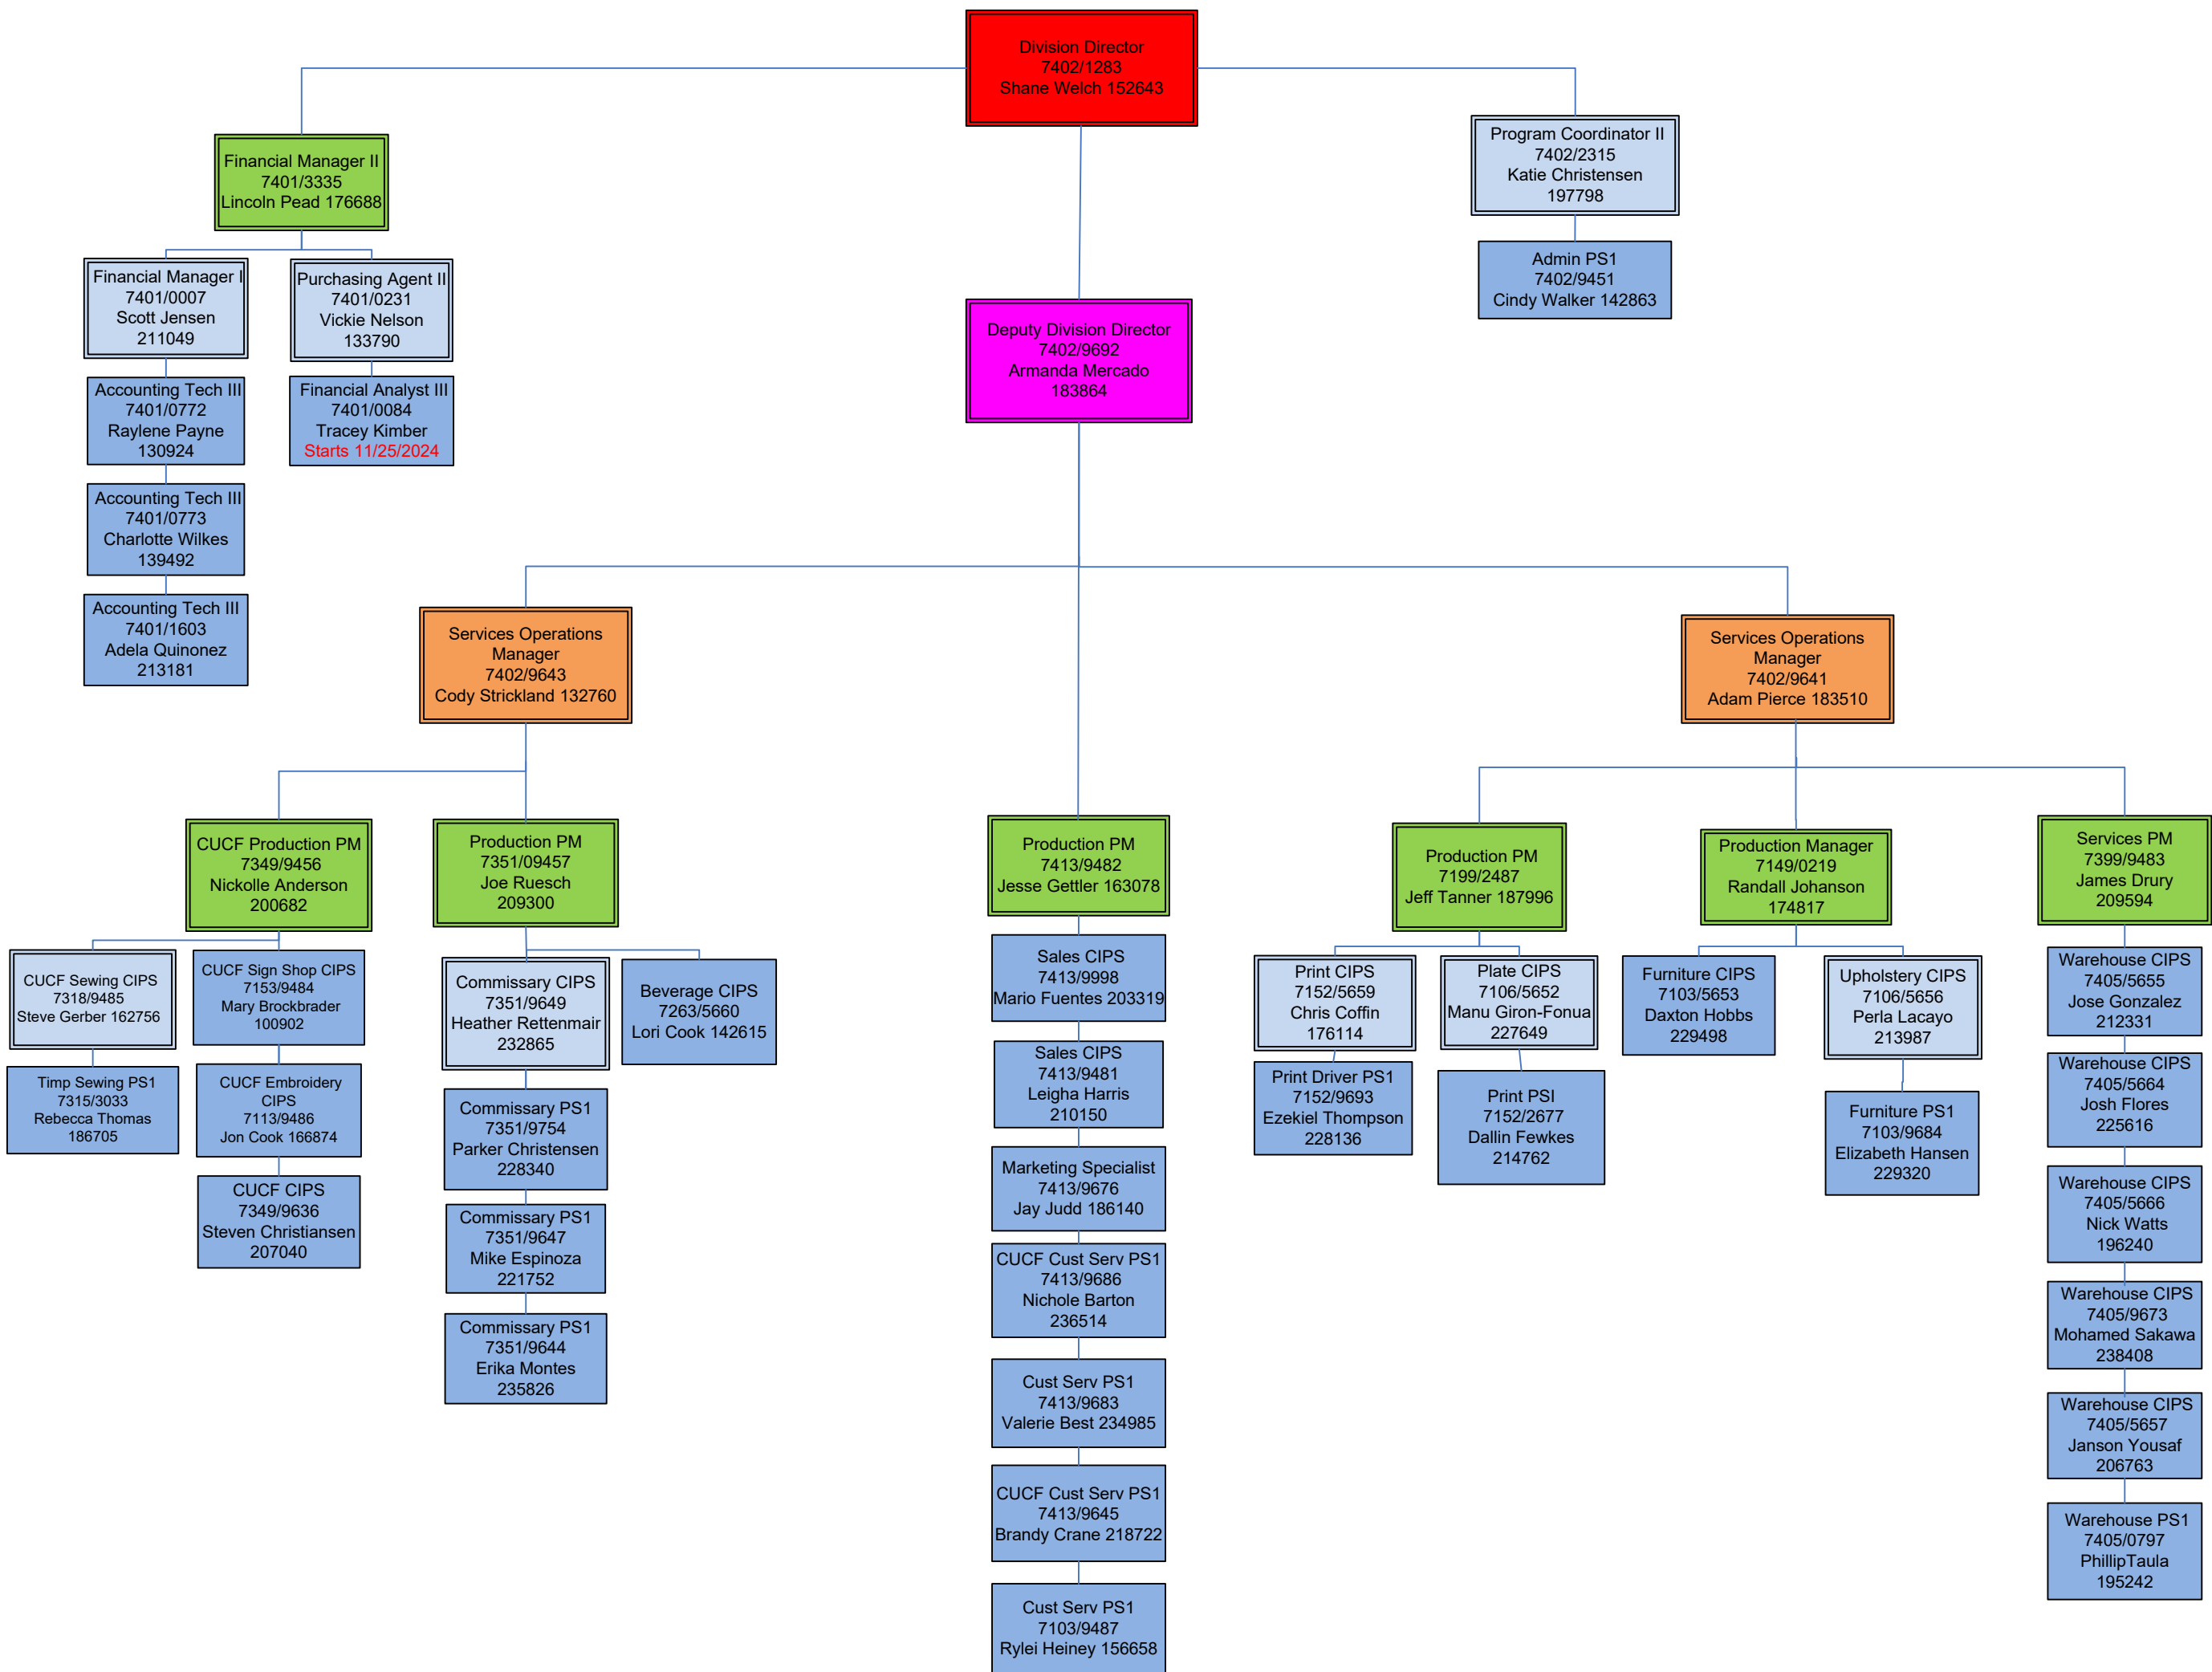 Division Director
7402/1283
Shane Welch 152643
Financial Manager II
7401/3335
Lincoln Pead 176688
Program Coordinator II
7402/2315
Katie Christensen
197798
Financial Manager I
7401/0007
Scott Jensen
211049
Purchasing Agent II
7401/0231
Vickie Nelson
133790
Admin PS1
7402/9451
Cindy Walker 142863
Deputy Division Director
7402/9692
Armanda Mercado
183864
Accounting Tech III
7401/0772
Raylene Payne
130924
Financial Analyst III
7401/0084
Tracey Kimber
Starts 11/25/2024
Accounting Tech III
7401/0773
Charlotte Wilkes
139492
Accounting Tech III
7401/1603
Adela Quinonez
213181
Services Operations
Manager
7402/9643
Cody Strickland 132760
Services Operations
Manager
7402/9641
Adam Pierce 183510
CUCF Production PM
7349/9456
Nickolle Anderson
200682
Production PM
7351/09457
Joe Ruesch
209300
Production PM
7413/9482
Jesse Gettler 163078
Production PM
7199/2487
Jeff Tanner 187996
Production Manager
7149/0219
Randall Johanson
174817
Services PM
7399/9483
James Drury
209594
CUCF Sewing CIPS
7318/9485
Steve Gerber 162756
CUCF Sign Shop CIPS
7153/9484
Mary Brockbrader
100902
Commissary CIPS
7351/9649
Heather Rettenmair
232865
Beverage CIPS
7263/5660
Lori Cook 142615
Sales CIPS
7413/9998
Mario Fuentes 203319
Print CIPS
7152/5659
Chris Coffin
176114
Plate CIPS
7106/5652
Manu Giron-Fonua
227649
Furniture CIPS
7103/5653
Daxton Hobbs
229498
Upholstery CIPS
7106/5656
Perla Lacayo
213987
Warehouse CIPS
7405/5655
Jose Gonzalez
212331
Timp Sewing PS1
7315/3033
Rebecca Thomas
186705
CUCF Embroidery
CIPS
7113/9486
Jon Cook 166874
Commissary PS1
7351/9754
Parker Christensen
228340
Sales CIPS
7413/9481
Leigha Harris
210150
Print Driver PS1
7152/9693
Ezekiel Thompson
228136
Print PSI
7152/2677
Dallin Fewkes
214762
Furniture PS1
7103/9684
Elizabeth Hansen
229320
Warehouse CIPS
7405/5664
Josh Flores
225616
CUCF CIPS
7349/9636
Steven Christiansen
207040
Commissary PS1
7351/9647
Mike Espinoza
221752
Marketing Specialist
7413/9676
Jay Judd 186140
Warehouse CIPS
7405/5666
Nick Watts
196240
Commissary PS1
7351/9644
Erika Montes
235826
CUCF Cust Serv PS1
7413/9686
Nichole Barton
236514
Warehouse CIPS
7405/9673
Mohamed Sakawa
238408
Cust Serv PS1
7413/9683
Valerie Best 234985
Warehouse CIPS
7405/5657
Janson Yousaf
206763
CUCF Cust Serv PS1
7413/9645
Brandy Crane 218722
Warehouse PS1
7405/0797
PhillipTaula
195242
Cust Serv PS1
7103/9487
Rylei Heiney 156658